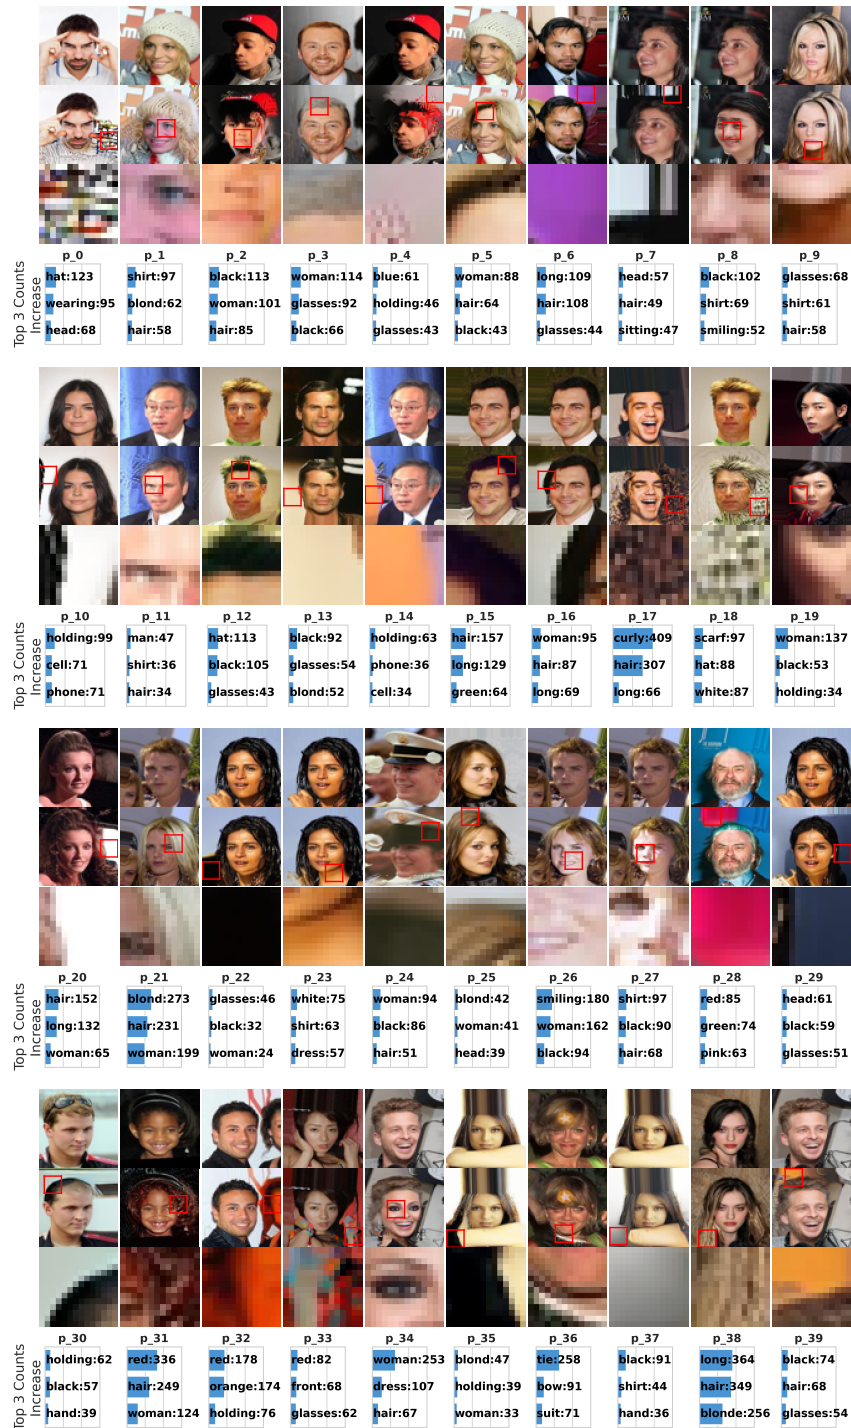 p_0 p_1 p_2 p_3 p_4 p_5 p_6 p_7 p_8 p_9
Top 3 Counts
Increase
hat:123 shirt:97 black:113 woman:114 blue:61 woman:88 long:109 head:57 black:102 glasses:68
wearing:95 blond:62 woman:101 glasses:92 holding:46 hair:64 hair:108 hair:49 shirt:69 shirt:61
head:68 hair:58 hair:85 black:66 glasses:43 black:43 glasses:44 sitting:47 smiling:52 hair:58
p_10 p_11 p_12 p_13 p_14 p_15 p_16 p_17 p_18 p_19
Top 3 Counts
Increase
holding:99 man:47 hat:113 black:92 holding:63 hair:157 woman:95 curly:409 scarf:97 woman:137
cell:71 shirt:36 black:105 glasses:54 phone:36 long:129 hair:87 hair:307 hat:88 black:53
phone:71 hair:34 glasses:43 blond:52 cell:34 green:64 long:69 long:66 white:87 holding:34
p_20 p_21 p_22 p_23 p_24 p_25 p_26 p_27 p_28 p_29
Top 3 Counts
Increase
hair:152 blond:273 glasses:46 white:75 woman:94 blond:42 smiling:180 shirt:97 red:85 head:61
long:132 hair:231 black:32 shirt:63 black:86 woman:41 woman:162 black:90 green:74 black:59
woman:65 woman:199 woman:24 dress:57 hair:51 head:39 black:94 hair:68 pink:63 glasses:51
p_30 p_31 p_32 p_33 p_34 p_35 p_36 p_37 p_38 p_39
Top 3 Counts
Increase
holding:62 red:336 red:178 red:82 woman:253 blond:47 tie:258 black:91 long:364 black:74
black:57 hair:249 orange:174 front:68 dress:107 holding:39 bow:91 shirt:44 hair:349 hair:68
hand:39 woman:124 holding:76 glasses:62 hair:67 woman:33 suit:71 hand:36 blonde:256 glasses:54